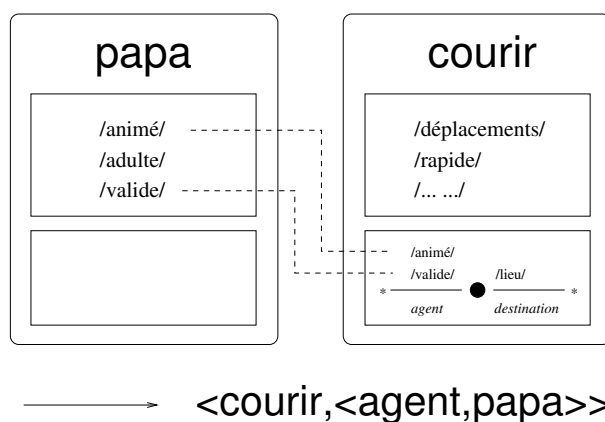 papa
/animé/
/adulte/
/valide/
courir
/déplacements/
/rapide/
/... .../
/animé/
/valide/ /lieu/
* *
agent destination
<courir,<agent,papa>>